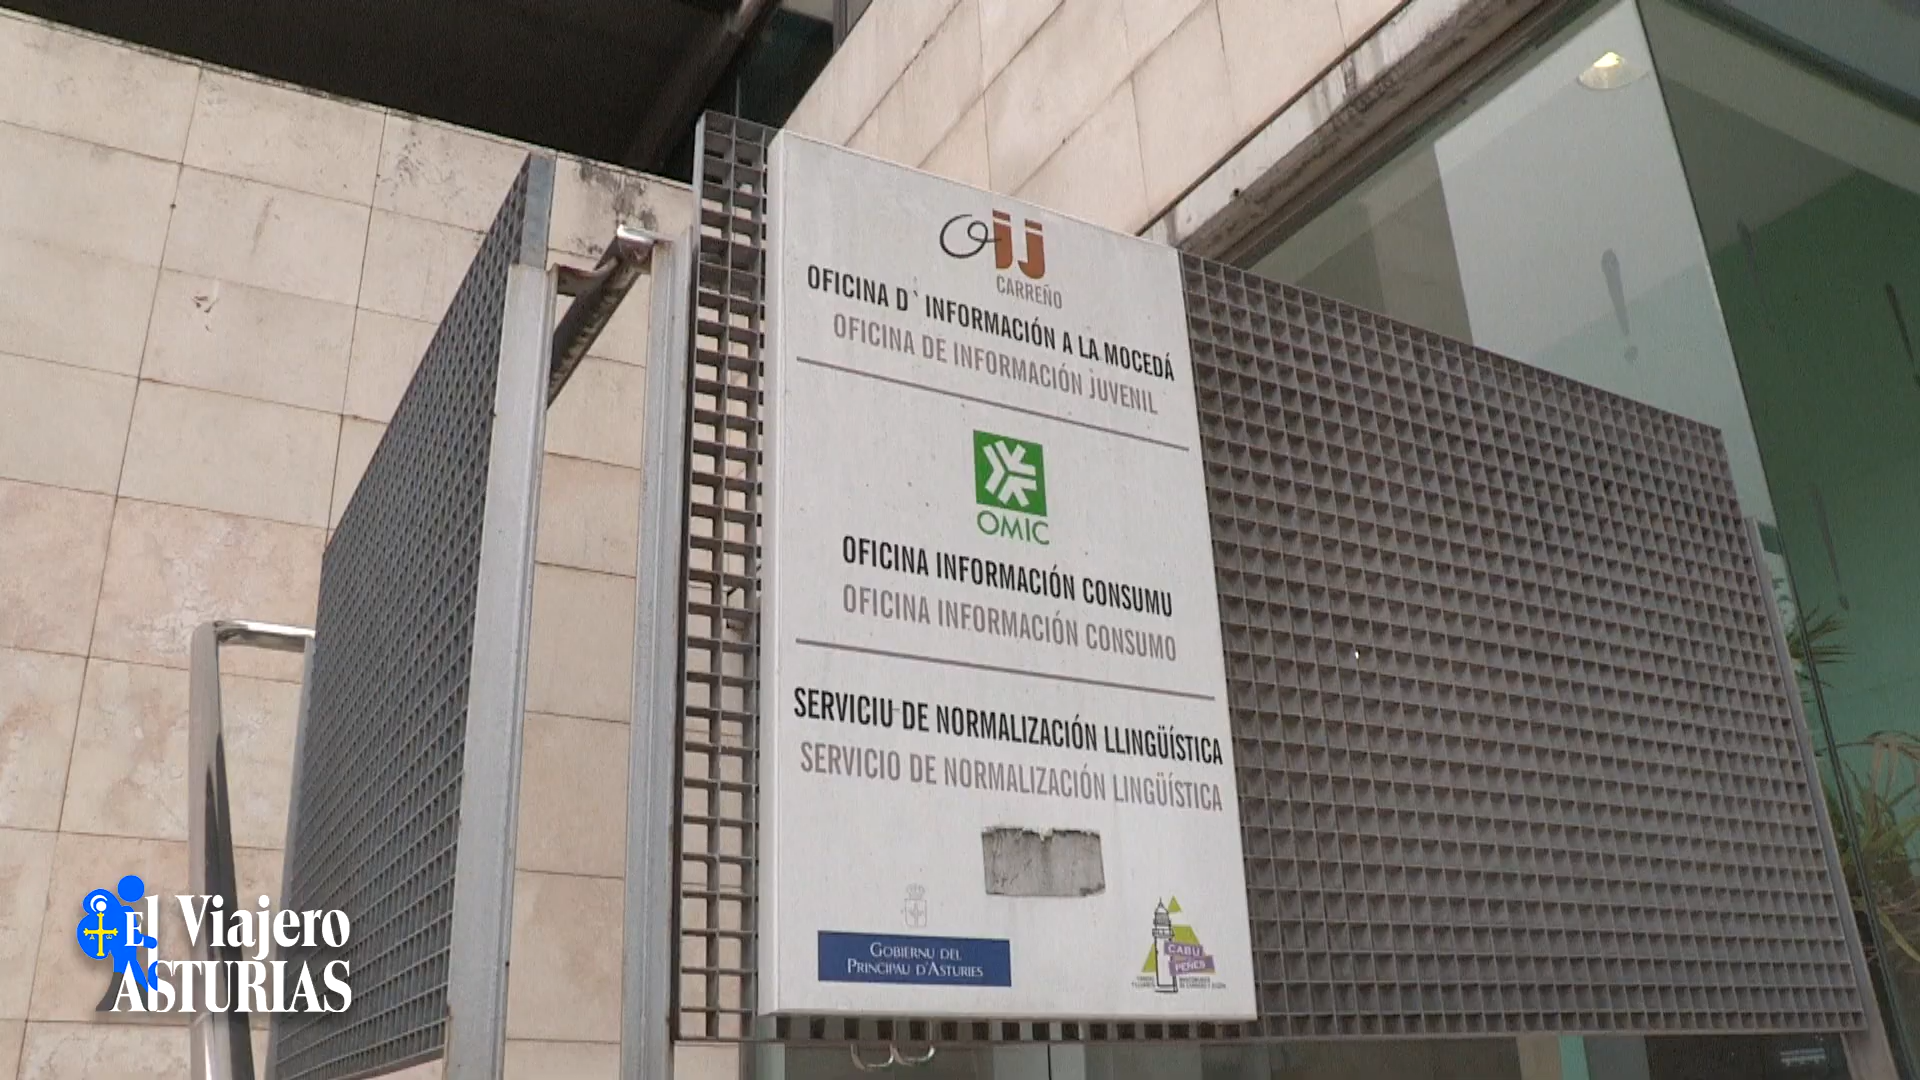 OIJ
CARREÑO
OFICINA D` INFORMACIÓN A LA MOCEDÁ
OFICINA DE INFORMACIÓN JUVENIL
OMIC
OFICINA INFORMACIÓN CONSUMU
OFICINA INFORMACIÓN CONSUMO
SERVICIU DE NORMALIZACIÓN LLINGÜÍSTICA
SERVICIO DE NORMALIZACIÓN LINGÜÍSTICA
GOBIERNU DEL
PRINCIPAU D'ASTURIES
CABU
PEÑES
El Viajero
ASTURIAS